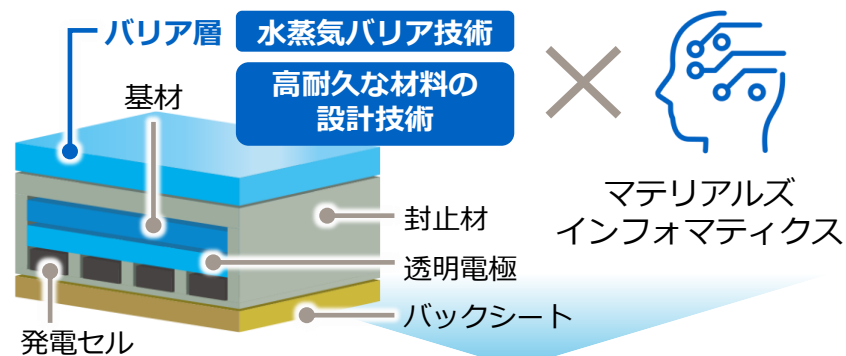 バリア層
水蒸気バリア技術
高耐久な材料の
設計技術
基材
封止材
透明電極
バックシート
発電セル
マテリアルズ
インフォマティクス